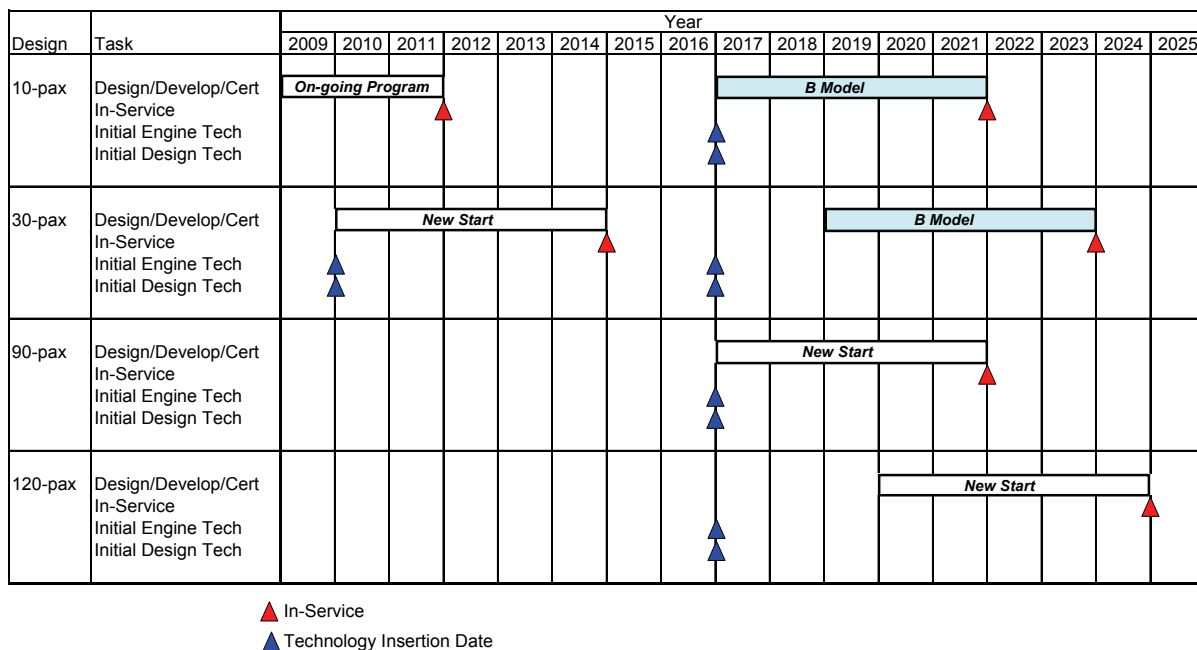 Year
Design Task 2009 2010 2011 2012 2013 2014 2015 2016 2017 2018 2019 2020 2021 2022 2023 2024 2025
10-pax Design/Develop/Cert On-going Program B Model
In-Service
Initial Engine Tech
Initial Design Tech
30-pax Design/Develop/Cert New Start B Model
In-Service
Initial Engine Tech
Initial Design Tech
90-pax Design/Develop/Cert New Start
In-Service
Initial Engine Tech
Initial Design Tech
120-pax Design/Develop/Cert New Start
In-Service
Initial Engine Tech
Initial Design Tech
In-Service
Technology Insertion Date